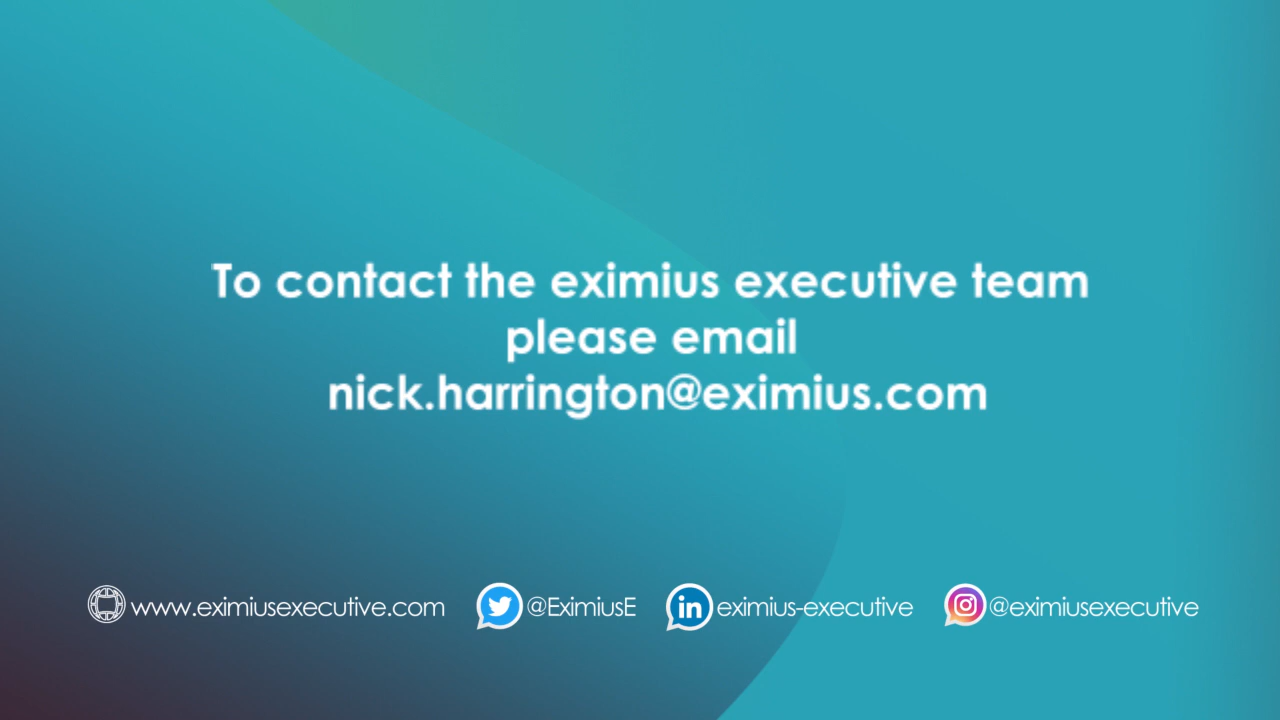 To contact the eximius executive team
please email
nick.harrington@eximius.com
www.eximiusexecutive.com @EximiusE in eximius-executive @eximiusexecutive